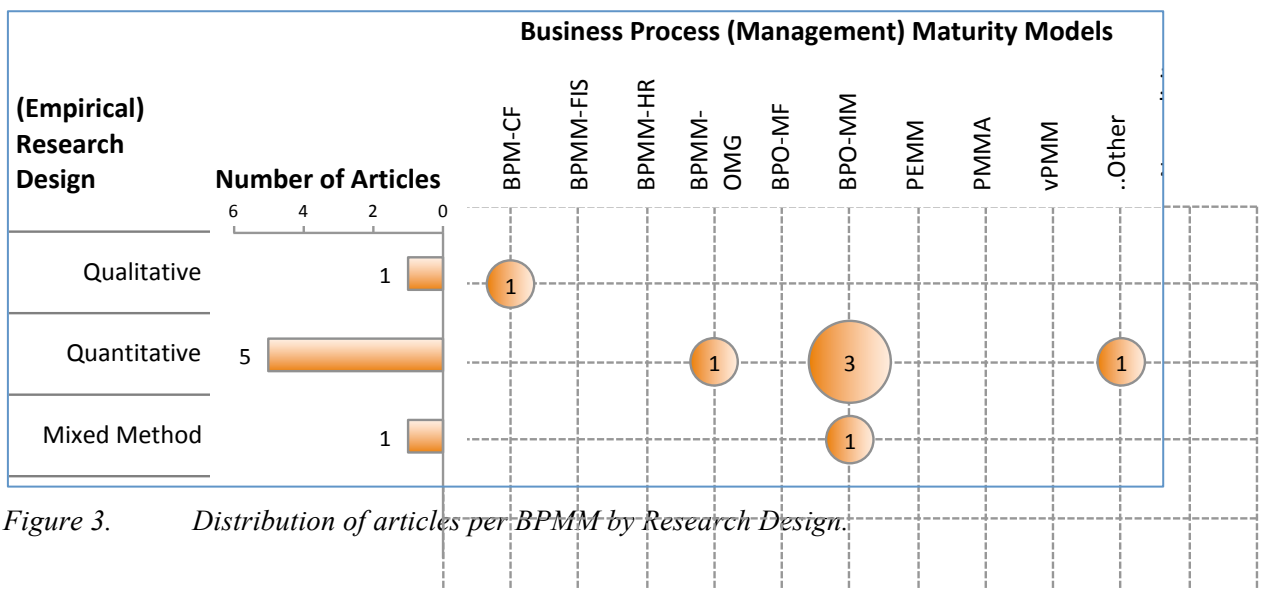 Business Process (Management) Maturity Models
(Empirical)
Research
Design
Number of Articles
BPM-CF
BPMM-FIS
BPMM-HR
BPMM-
OMG
BPO-MF
BPO-MM
PEMM
PMMA
vPMM
..Other
6 4 2 0
Qualitative 1 1
Quantitative 5 1 3 1
Mixed Method 1 1
Figure 3. Distribution of articles per BPMM by Research Design.